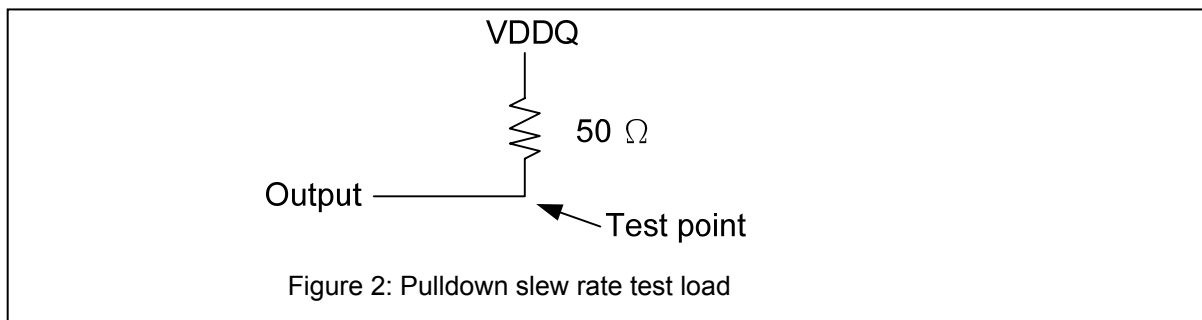 VDDQ
50 Ω
Output
Test point
Figure 2: Pulldown slew rate test load